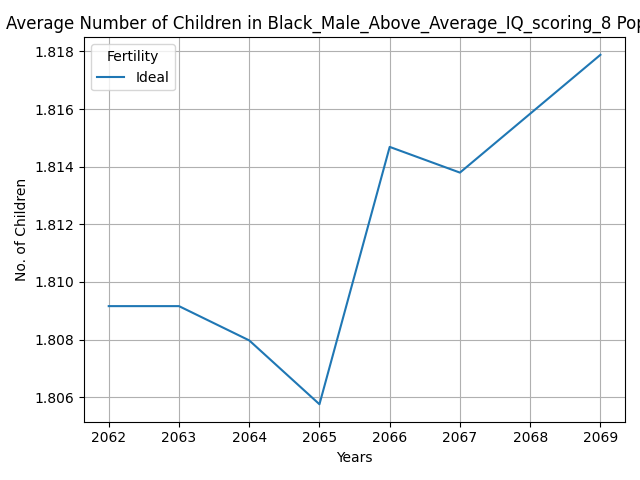 Average Number of Children in Black_Male_Above_Average_IQ_scoring_8 Pop
Fertility
Ideal
1.818
1.816
1.814
1.812
1.810
1.808
1.806
No. of Children
2062 2063 2064 2065 2066 2067 2068 2069
Years